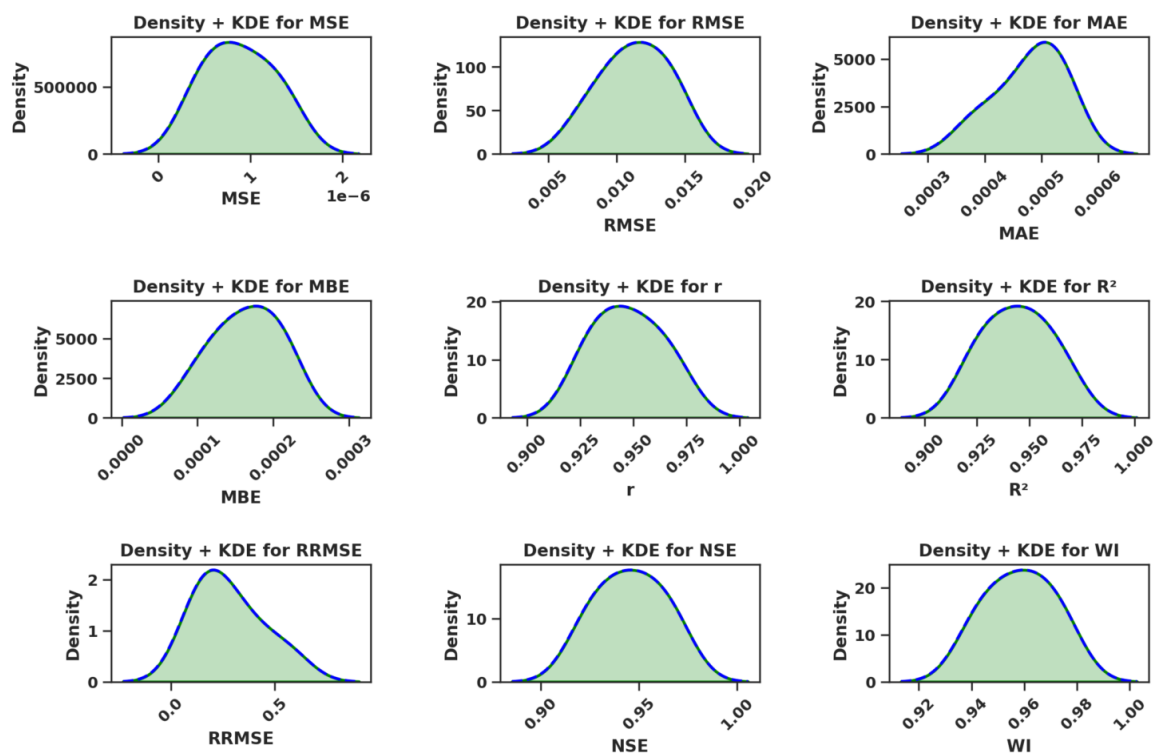 Density + KDE for MSE
Density
500000
0
0
1
2
1e−6
MSE
Density + KDE for RMSE
Density
100
50
0
0.005
0.010
0.015
0.020
RMSE
Density + KDE for MAE
Density
5000
2500
0
0.0003
0.0004
0.0005
0.0006
MAE
Density + KDE for MBE
Density
5000
2500
0
0.0000
0.0001
0.0002
0.0003
MBE
Density + KDE for r
Density
20
10
0
0.900
0.925
0.950
0.975
1.000
r
Density + KDE for R²
Density
20
10
0
0.900
0.925
0.950
0.975
1.000
R²
Density + KDE for RRMSE
Density
2
1
0
0.0
0.5
RRMSE
Density + KDE for NSE
Density
10
0
0.90
0.95
1.00
NSE
Density + KDE for WI
Density
20
10
0
0.92
0.94
0.96
0.98
1.00
WI